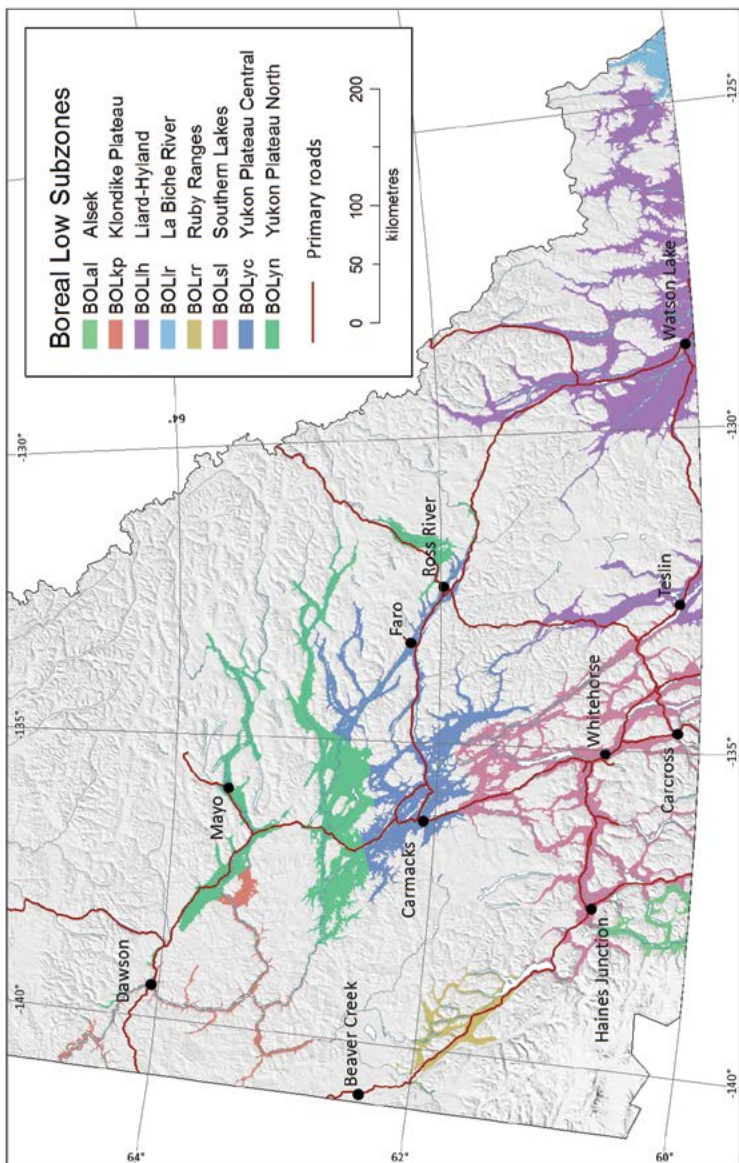 Boreal Low Subzones
BOLal Alsek
BOLkp Klondike Plateau
BOLlh Liard-Hyland
BOLlr La Biche River
BOLrr Ruby Ranges
BOLsl Southern Lakes
BOLyc Yukon Plateau Central
BOLyn Yukon Plateau North
Primary roads
0 50 100 200
kilometres
-140°
-135°
-130°
64°
64°
62°
60°
-140°
-135°
-130°
-125°
Dawson
Mayo
Beaver Creek
Carmacks
Faro
Ross River
Haines Junction
Whitehorse
Carcross
Teslin
Watson Lake